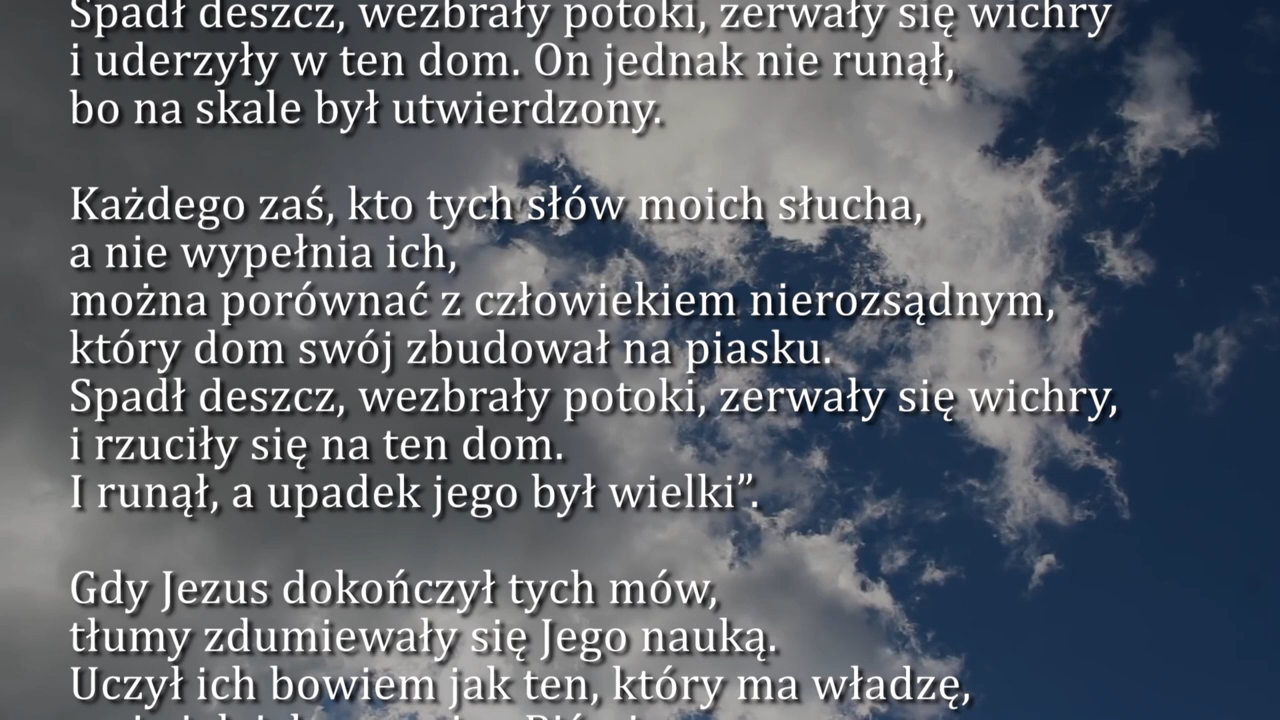 Spadł deszcz, wezbrały potoki, zerwały się wichry
i uderzyły w ten dom. On jednak nie runął,
bo na skale był utwierdzony.
Każdego zaś, kto tych słów moich słucha,
a nie wypełnia ich,
można porównać z człowiekiem nierozsądnym,
który dom swój zbudował na piasku.
Spadł deszcz, wezbrały potoki, zerwały się wichry,
i rzuciły się na ten dom.
I runął, a upadek jego był wielki”.
Gdy Jezus dokończył tych mów,
tłumy zdumiewały się Jego nauką.
Uczył ich bowiem jak ten, który ma władzę,